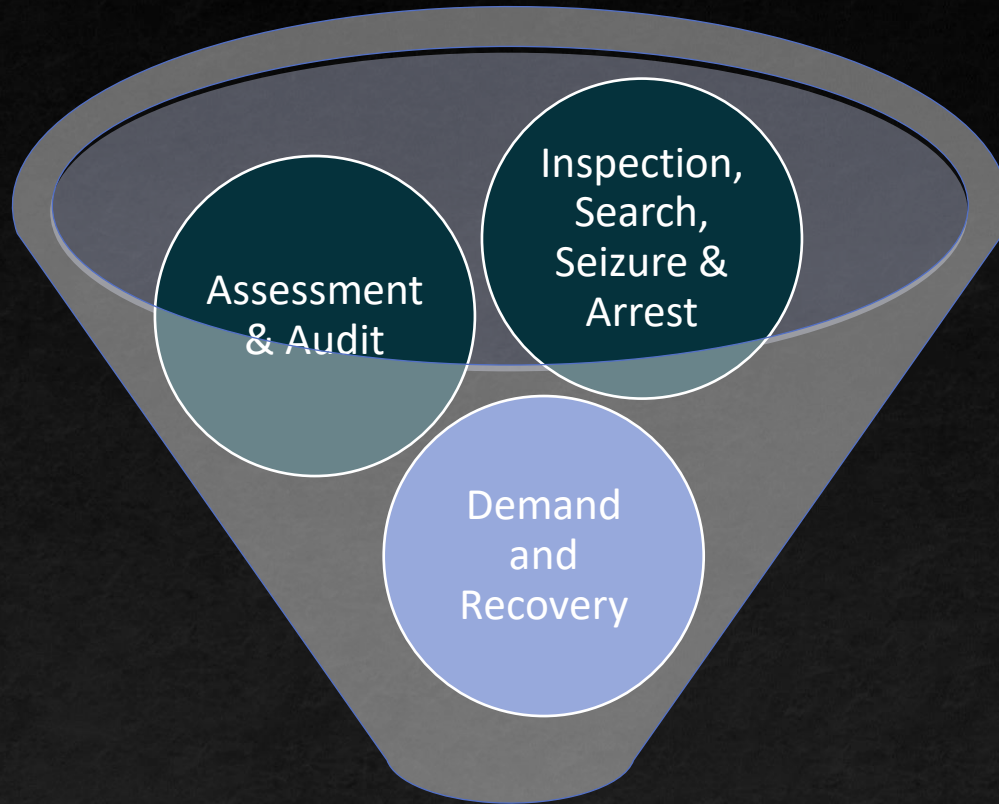 Assessment
& Audit
Inspection,
Search,
Seizure &
Arrest
Demand
and
Recovery